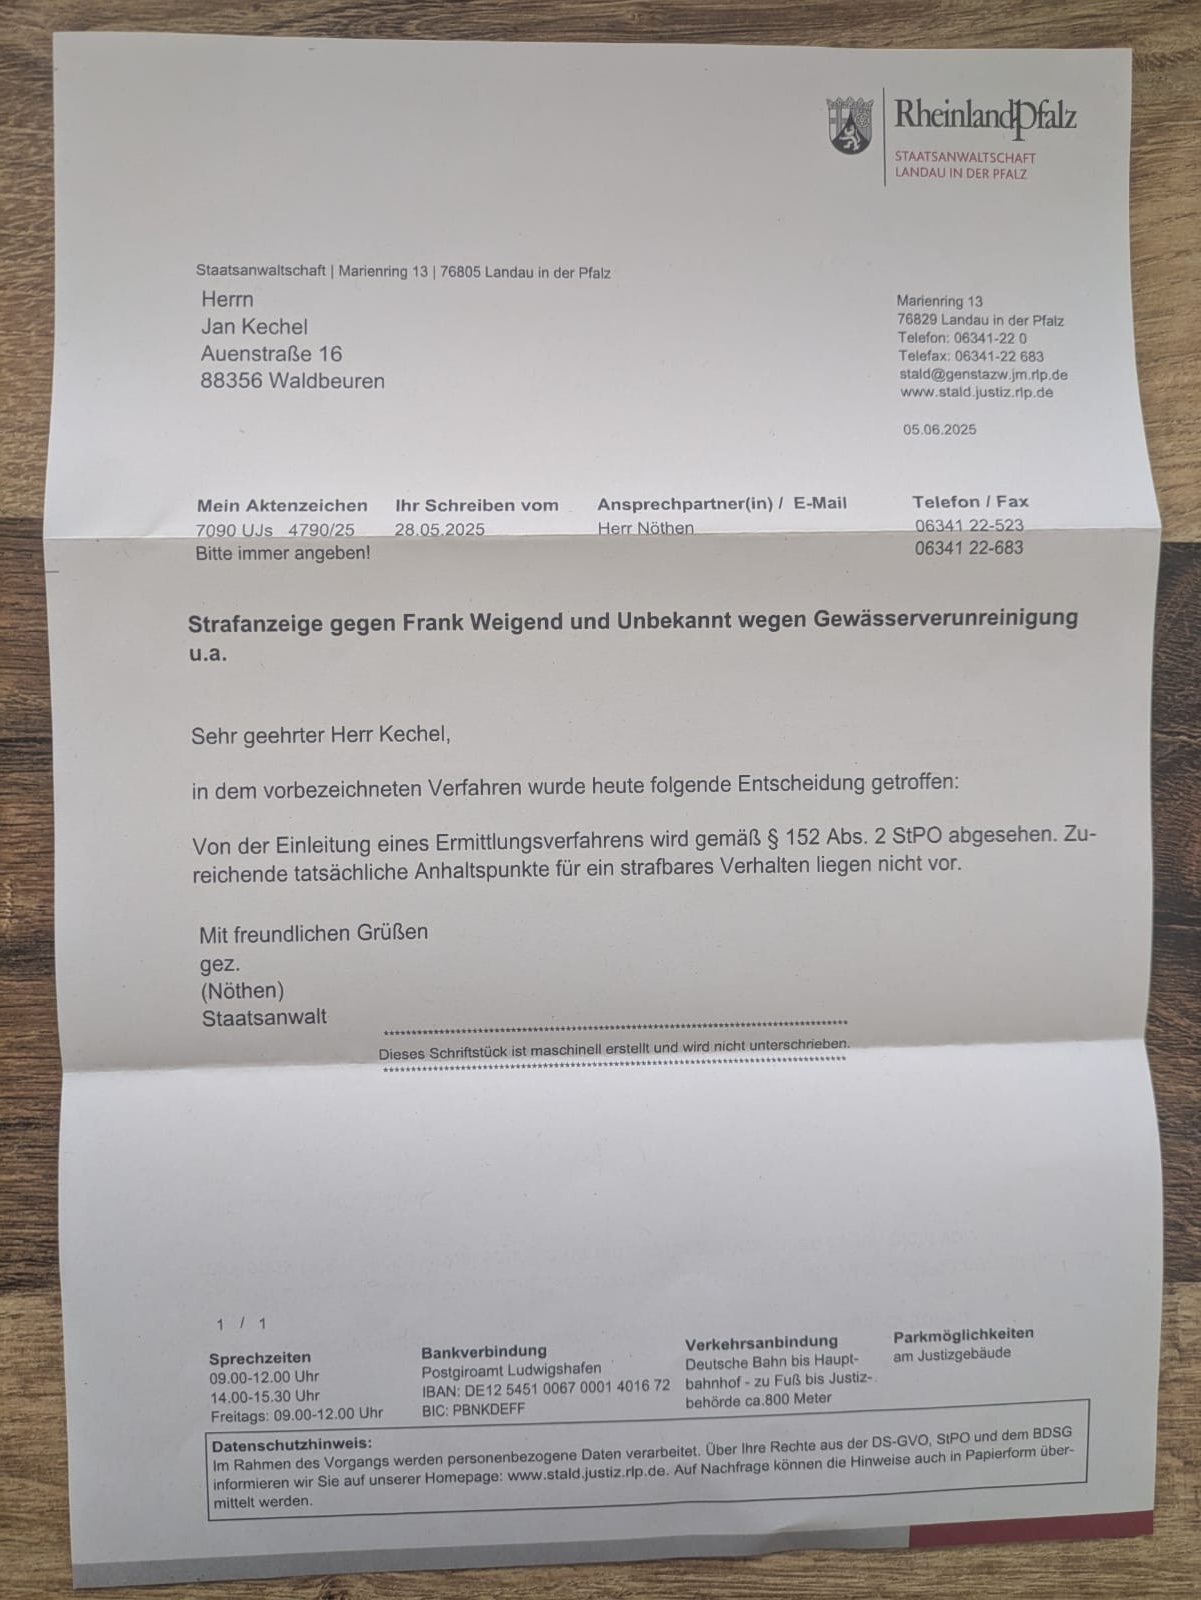 RheinlandPfalz
STAATSANWALTSCHAFT
LANDAU IN DER PFALZ
Staatsanwaltschaft | Marienring 13 | 76805 Landau in der Pfalz
Herrn
Jan Kechel
Auenstraße 16
88356 Waldbeuren
Marienring 13
76829 Landau in der Pfalz
Telefon: 06341-22 0
Telefax: 06341-22 683
stald@genstazw.jm.rlp.de
www.stald.justiz.rlp.de
05.06.2025
Mein Aktenzeichen Ihr Schreiben vom Ansprechpartner(in) / E-Mail Telefon / Fax
7090 UJs 4790/25 28.05.2025 Herr Nöthen 06341 22-523
Bitte immer angeben! 06341 22-683
Strafanzeige gegen Frank Weigend und Unbekannt wegen Gewässerverunreinigung
u.a.
Sehr geehrter Herr Kechel,
in dem vorbezeichneten Verfahren wurde heute folgende Entscheidung getroffen:
Von der Einleitung eines Ermittlungsverfahrens wird gemäß § 152 Abs. 2 StPO abgesehen. Zu-
reichende tatsächliche Anhaltspunkte für ein strafbares Verhalten liegen nicht vor.
Mit freundlichen Grüßen
gez.
(Nöthen)
Staatsanwalt
Dieses Schriftstück ist maschinell erstellt und wird nicht unterschrieben.
1 / 1
Sprechzeiten
09.00-12.00 Uhr
14.00-15.30 Uhr
Freitags: 09.00-12.00 Uhr
Bankverbindung
Postgiroamt Ludwigshafen
IBAN: DE12 5451 0067 0001 4016 72
BIC: PBNKDEFF
Verkehrsanbindung
Deutsche Bahn bis Haupt-
bahnhof - zu Fuß bis Justiz-
behörde ca.800 Meter
Parkmöglichkeiten
am Justizgebäude
Datenschutzhinweis:
Im Rahmen des Vorgangs werden personenbezogene Daten verarbeitet. Über Ihre Rechte aus der DS-GVO, StPO und dem BDSG
informieren wir Sie auf unserer Homepage: www.stald.justiz.rlp.de. Auf Nachfrage können die Hinweise auch in Papierform über-
mittelt werden.